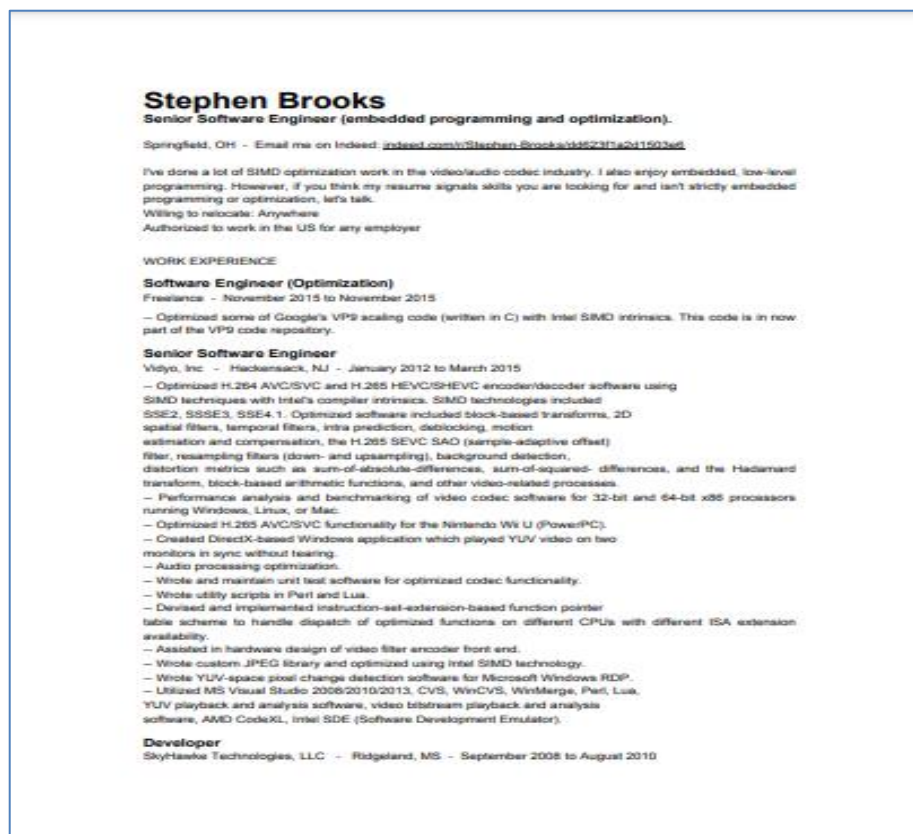 Stephen Brooks
Senior Software Engineer (embedded programming and optimization).
Springfield, OH - Email me on Indeed: indeed.com/r/Stephen-Brooks/dd623f1a2d1503e6
I've done a lot of SIMD optimization work in the video/audio codec industry. I also enjoy embedded, low-level
programming. However, if you think my resume signals skills you are looking for and isn't strictly embedded
programming or optimization, let's talk.
Willing to relocate: Anywhere
Authorized to work in the US for any employer
WORK EXPERIENCE
Software Engineer (Optimization)
Freelance - November 2015 to November 2015
-- Optimized some of Google's VP9 scaling code (written in C) with Intel SIMD intrinsics. This code is in now
part of the VP9 code repository.
Senior Software Engineer
Vidyo, Inc - Hackensack, NJ - January 2012 to March 2015
-- Optimized H.264 AVC/SVC and H.265 HEVC/SHEVC encoder/decoder software using
SIMD techniques with Intel's compiler intrinsics. SIMD technologies included
SSE2, SSSE3, SSE4.1. Optimized software included block-based transforms, 2D
spatial filters, temporal filters, intra prediction, deblocking, motion
estimation and compensation, the H.265 SEVC SAO (sample-adaptive offset)
filter, resampling filters (down- and upsampling), background detection,
distortion metrics such as sum-of-absolute-differences, sum-of-squared- differences, and the Hadamard
transform, block-based arithmetic functions, and other video-related processes.
-- Performance analysis and benchmarking of video codec software for 32-bit and 64-bit x86 processors
running Windows, Linux, or Mac.
-- Optimized H.265 AVC/SVC functionality for the Nintendo Wii U (PowerPC).
-- Created DirectX-based Windows application which played YUV video on two
monitors in sync without tearing.
-- Audio processing optimization.
-- Wrote and maintain unit test software for optimized codec functionality.
-- Wrote utility scripts in Perl and Lua.
-- Devised and implemented instruction-set-extension-based function pointer
table scheme to handle dispatch of optimized functions on different CPUs with different ISA extension
availability.
-- Assisted in hardware design of video filter encoder front end.
-- Wrote custom JPEG library and optimized using Intel SIMD technology.
-- Wrote YUV-space pixel change detection software for Microsoft Windows RDP.
-- Utilized MS Visual Studio 2008/2010/2013, CVS, WinCVS, WinMerge, Perl, Lua,
YUV playback and analysis software, video bitstream playback and analysis
software, AMD CodeXL, Intel SDE (Software Development Emulator).
Developer
SkyHawke Technologies, LLC - Ridgeland, MS - September 2008 to August 2010